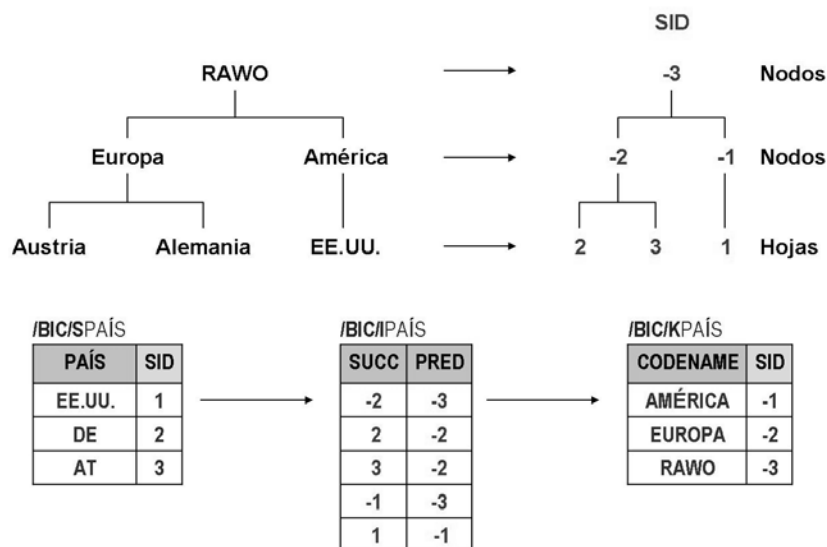 SID
RAWO -3 Nodos
Europa América -2 -1 Nodos
Austria Alemania EE.UU. 2 3 1 Hojas
/BIC/SPAÍS
PAÍS SID
EE.UU. 1
DE 2
AT 3
/BIC/IPAÍS
SUCC PRED
-2 -3
2 -2
3 -2
-1 -3
1 -1
/BIC/KPAÍS
CODENAME SID
AMÉRICA -1
EUROPA -2
RAWO -3